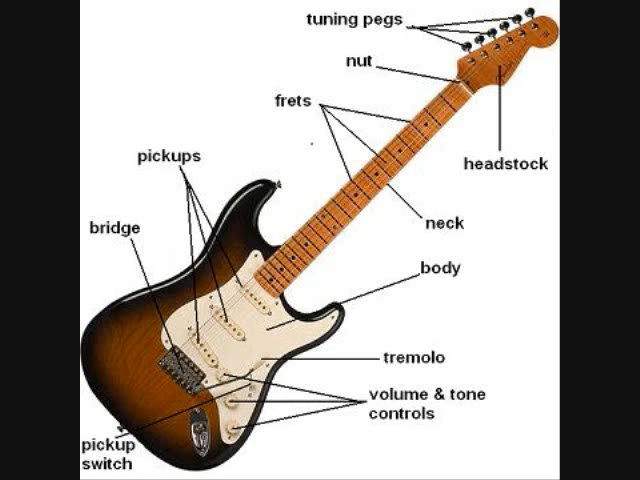 tuning pegs
nut
frets
pickups
headstock
bridge
neck
body
tremolo
volume & tone
controls
pickup
switch